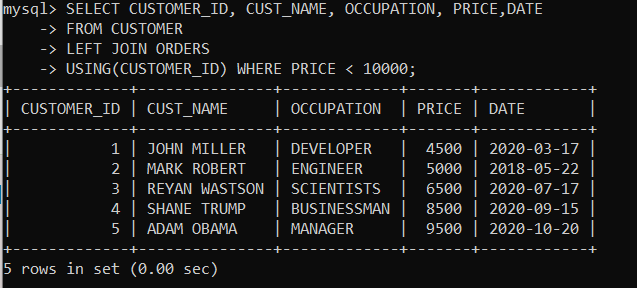 mysql> SELECT CUSTOMER_ID, CUST_NAME, OCCUPATION, PRICE,DATE
    -> FROM CUSTOMER
    -> LEFT JOIN ORDERS
    -> USING(CUSTOMER_ID) WHERE PRICE < 10000;
+-------------+---------------+-------------+-------+------------+
| CUSTOMER_ID | CUST_NAME     | OCCUPATION  | PRICE | DATE       |
+-------------+---------------+-------------+-------+------------+
|           1 | JOHN MILLER   | DEVELOPER   |  4500 | 2020-03-17 |
|           2 | MARK ROBERT   | ENGINEER    |  5000 | 2018-05-22 |
|           3 | REYAN WASTSON | SCIENTISTS  |  6500 | 2020-07-17 |
|           4 | SHANE TRUMP   | BUSINESSMAN |  8500 | 2020-09-15 |
|           5 | ADAM OBAMA    | MANAGER     |  9500 | 2020-10-20 |
+-------------+---------------+-------------+-------+------------+
5 rows in set (0.00 sec)